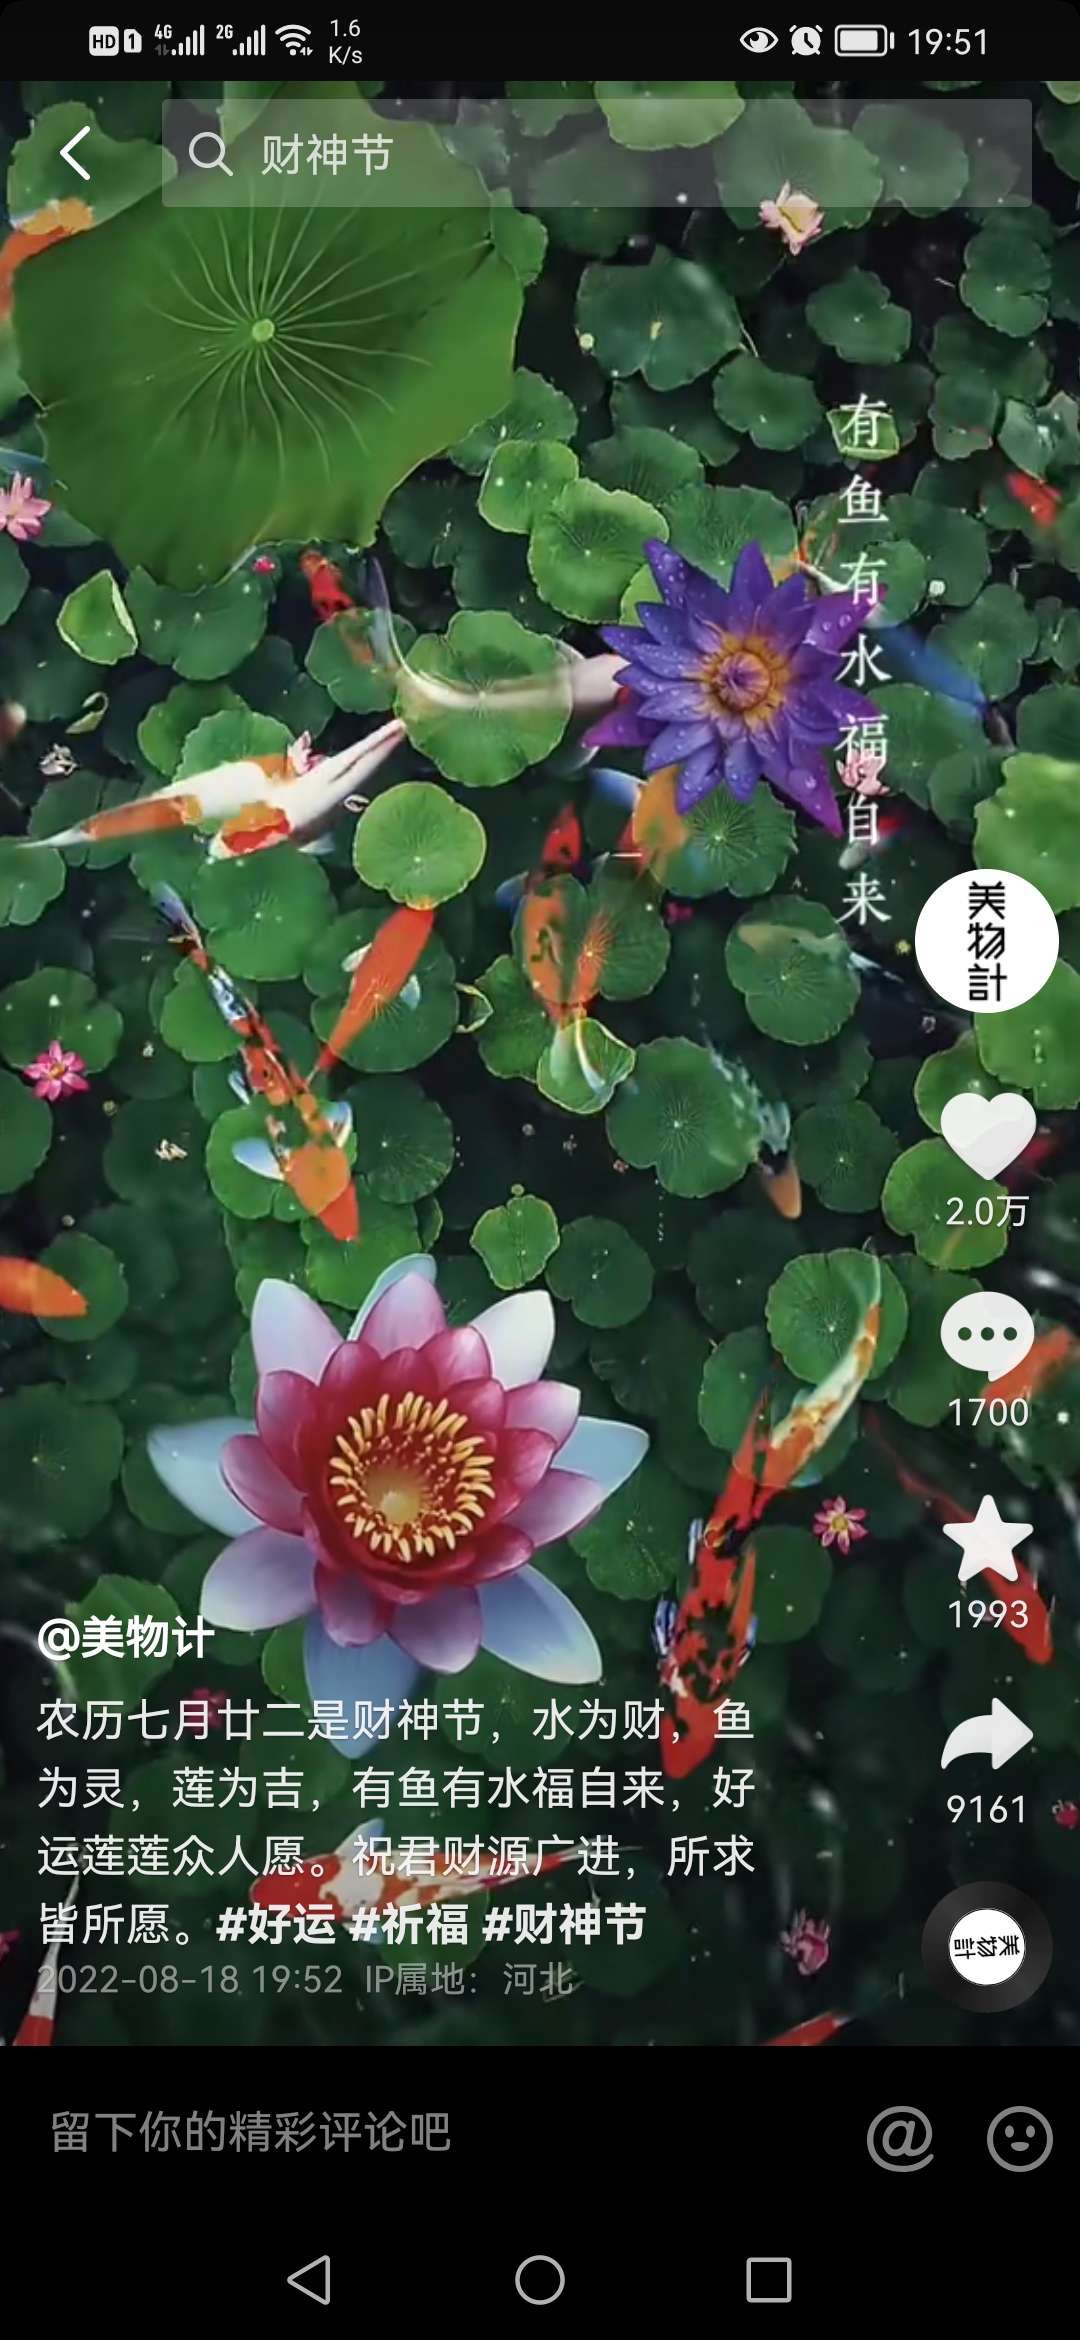 HD 1 4G 2G 1.6 K/s 19:51
财神节
有鱼有水福自来
美物計
2.0万
1700
1993
9161
@美物计
农历七月廿二是财神节，水为财，鱼
为灵，莲为吉，有鱼有水福自来，好
运莲莲众人愿。祝君财源广进，所求
皆所愿。#好运 #祈福 #财神节
2022-08-18 19:52 IP属地：河北
美物計
留下你的精彩评论吧
@